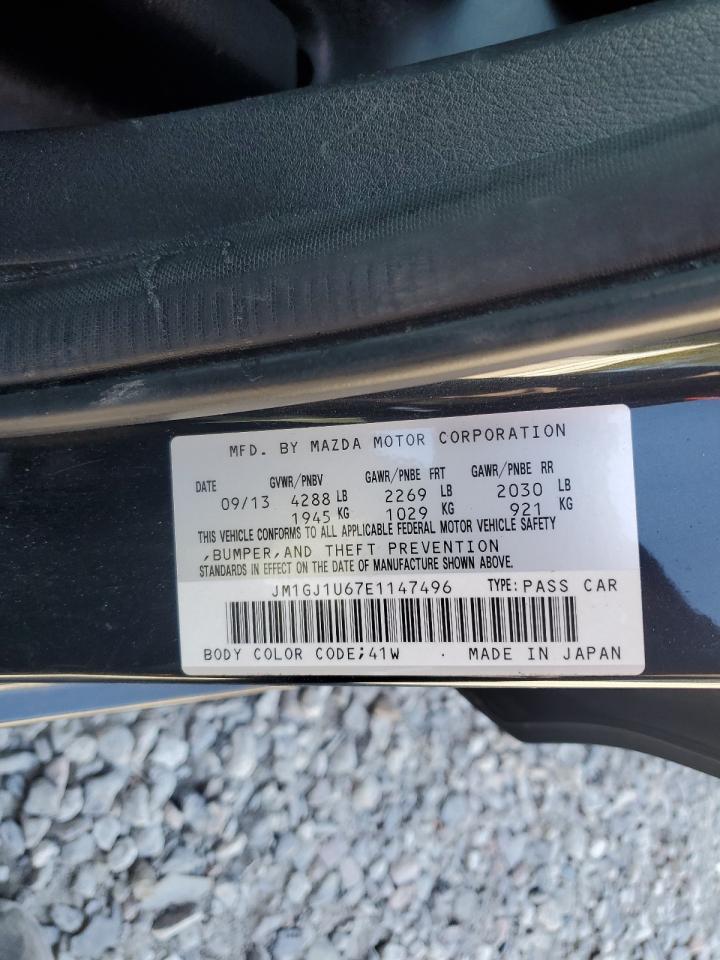 MFD. BY MAZDA MOTOR CORPORATION
DATE GVWR/PNBV GAWR/PNBE FRT GAWR/PNBE RR
09/13 4288 LB 2269 LB 2030 LB
1945 KG 1029 KG 921 KG
THIS VEHICLE CONFORMS TO ALL APPLICABLE FEDERAL MOTOR VEHICLE SAFETY
,BUMPER,AND THEFT PREVENTION
STANDARDS IN EFFECT ON THE DATE OF MANUFACTURE SHOWN ABOVE.
JM1GJ1U67E1147496 TYPE: PASS CAR
BODY COLOR CODE;41W . MADE IN JAPAN